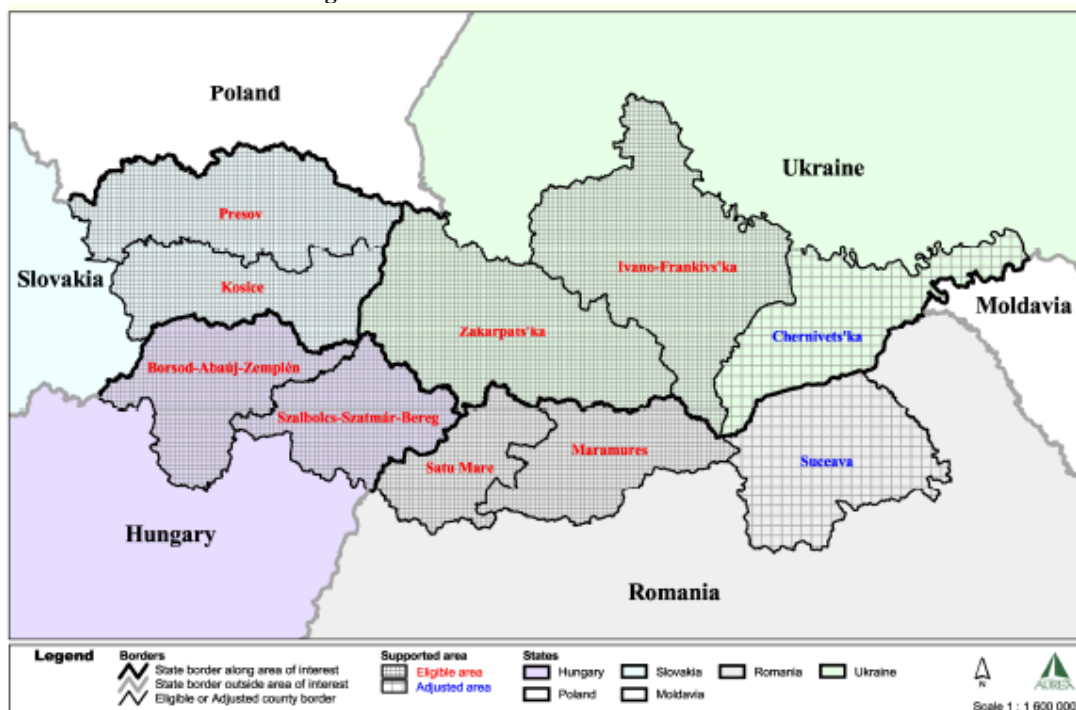 Poland
Ukraine
Presov
Ivano-Frankivs'ka
Slovakia
Kosice
Moldavia
Zakarpats'ka
Chernivets'ka
Borsod-Abaúj-Zemplén
Szalbolcs-Szatmár-Bereg
Satu Mare
Maramures
Suceava
Hungary
Romania
Legend
Borders
State border along area of interest
State border outside area of interest
Eligible or Adjusted county border
Supported area
Eligible area
Adjusted area
States
Hungary
Slovakia
Romania
Ukraine
Poland
Moldavia
N
AUREX
Scale 1 : 1 600 000